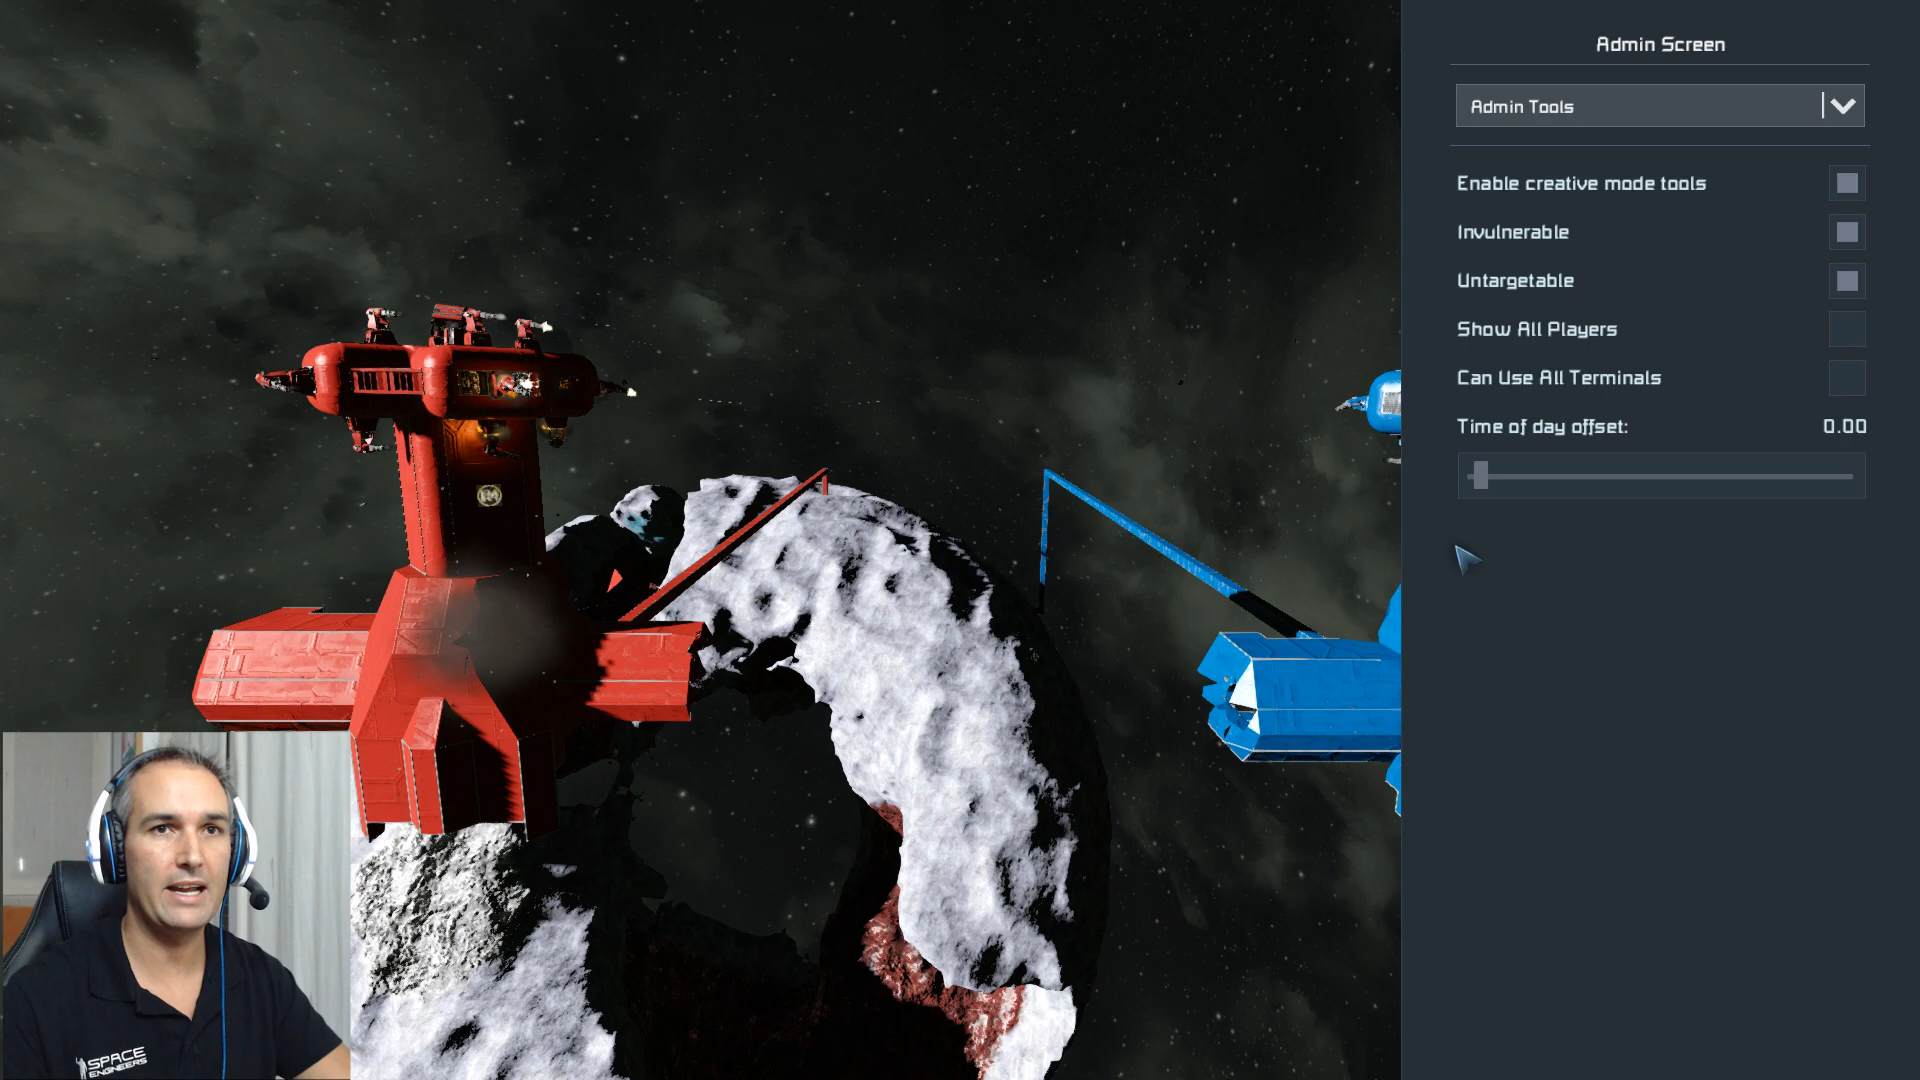 Admin Screen
Admin Tools
Enable creative mode tools
Invulnerable
Untargetable
Show All Players
Can Use All Terminals
Time of day offset: 0.00
SPACE
ENGINEERS